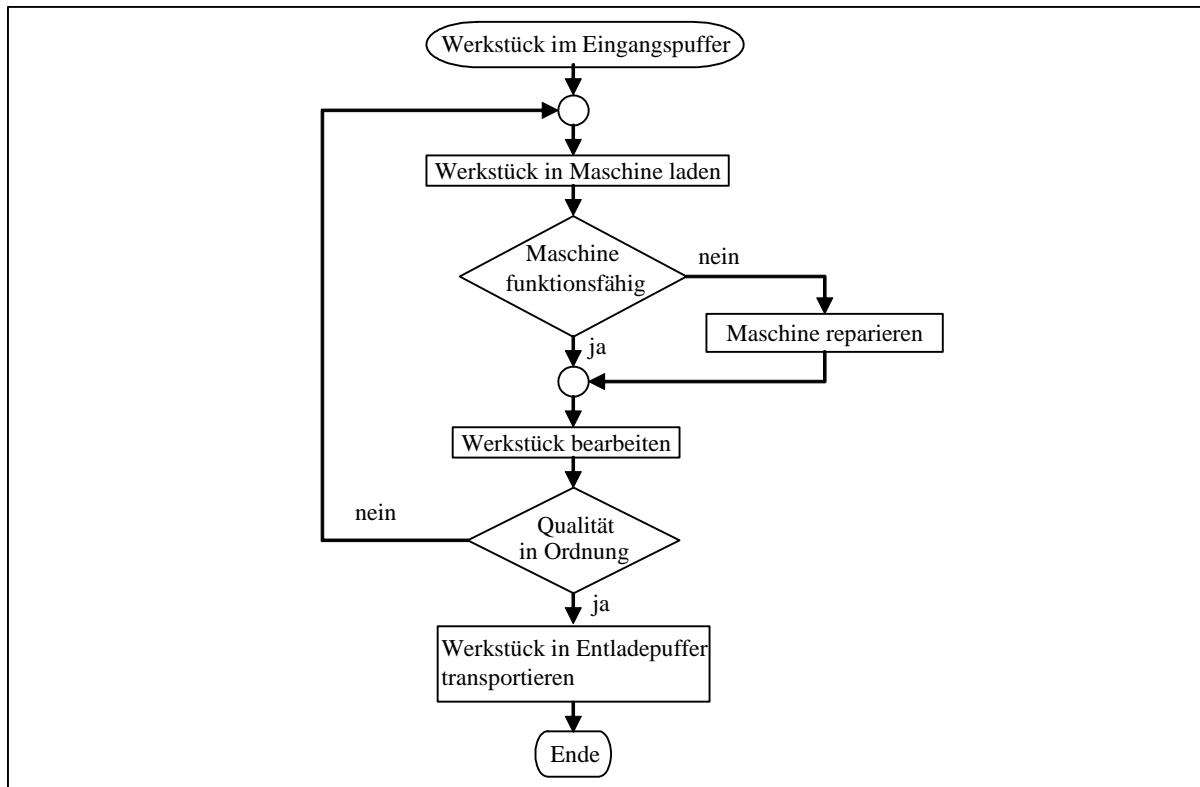 Werkstück im Eingangspuffer
Werkstück in Maschine laden
Maschine
funktionsfähig
nein
Maschine reparieren
ja
Werkstück bearbeiten
nein
Qualität
in Ordnung
ja
Werkstück in Entladepuffer
transportieren
Ende